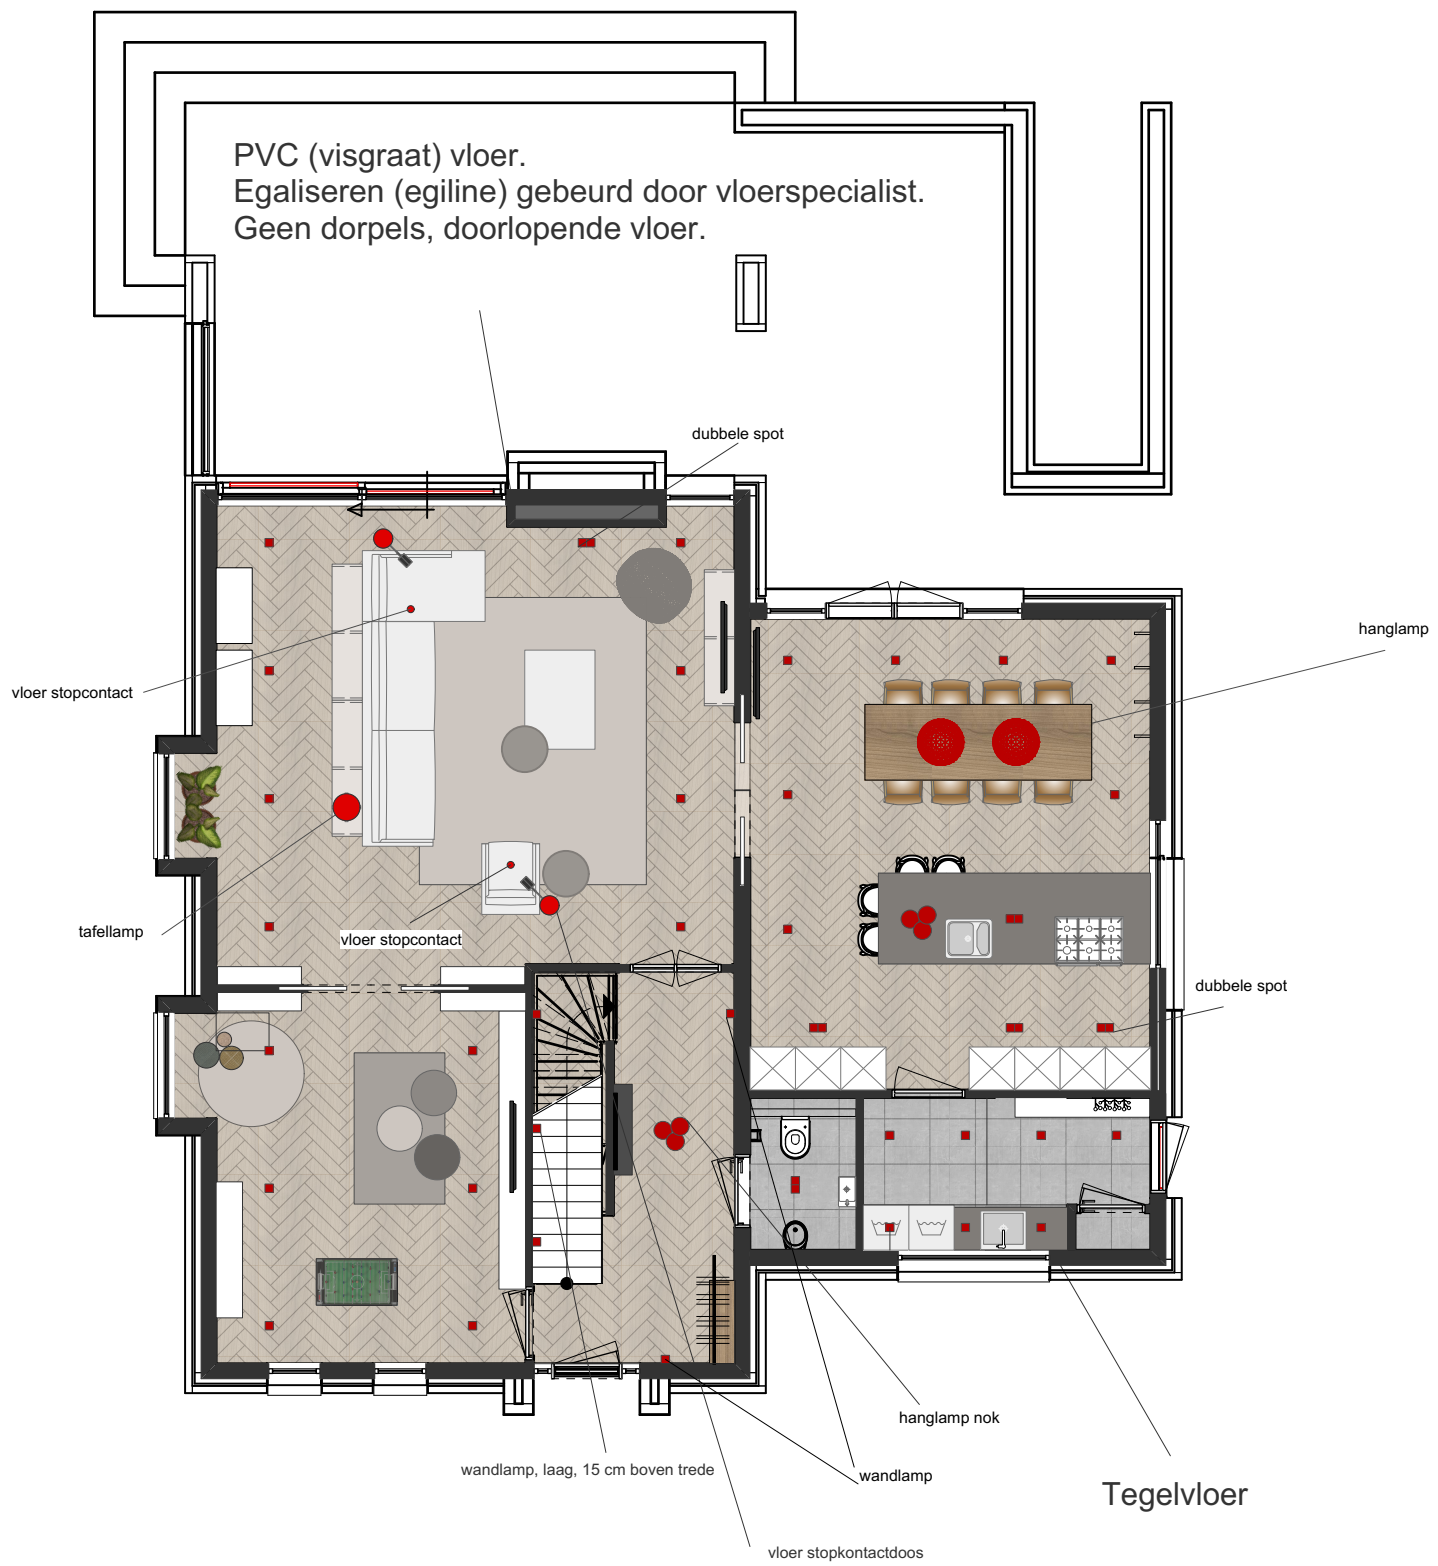 PVC (visgraat) vloer.
Egaliseren (egiline) gebeurd door vloerspecialist.
Geen dorpels, doorlopende vloer.
dubbele spot
hanglamp
vloer stopcontact
tafellamp
vloer stopcontact
dubbele spot
hanglamp nok
wandlamp, laag, 15 cm boven trede
wandlamp
Tegelvloer
vloer stopkontactdoos